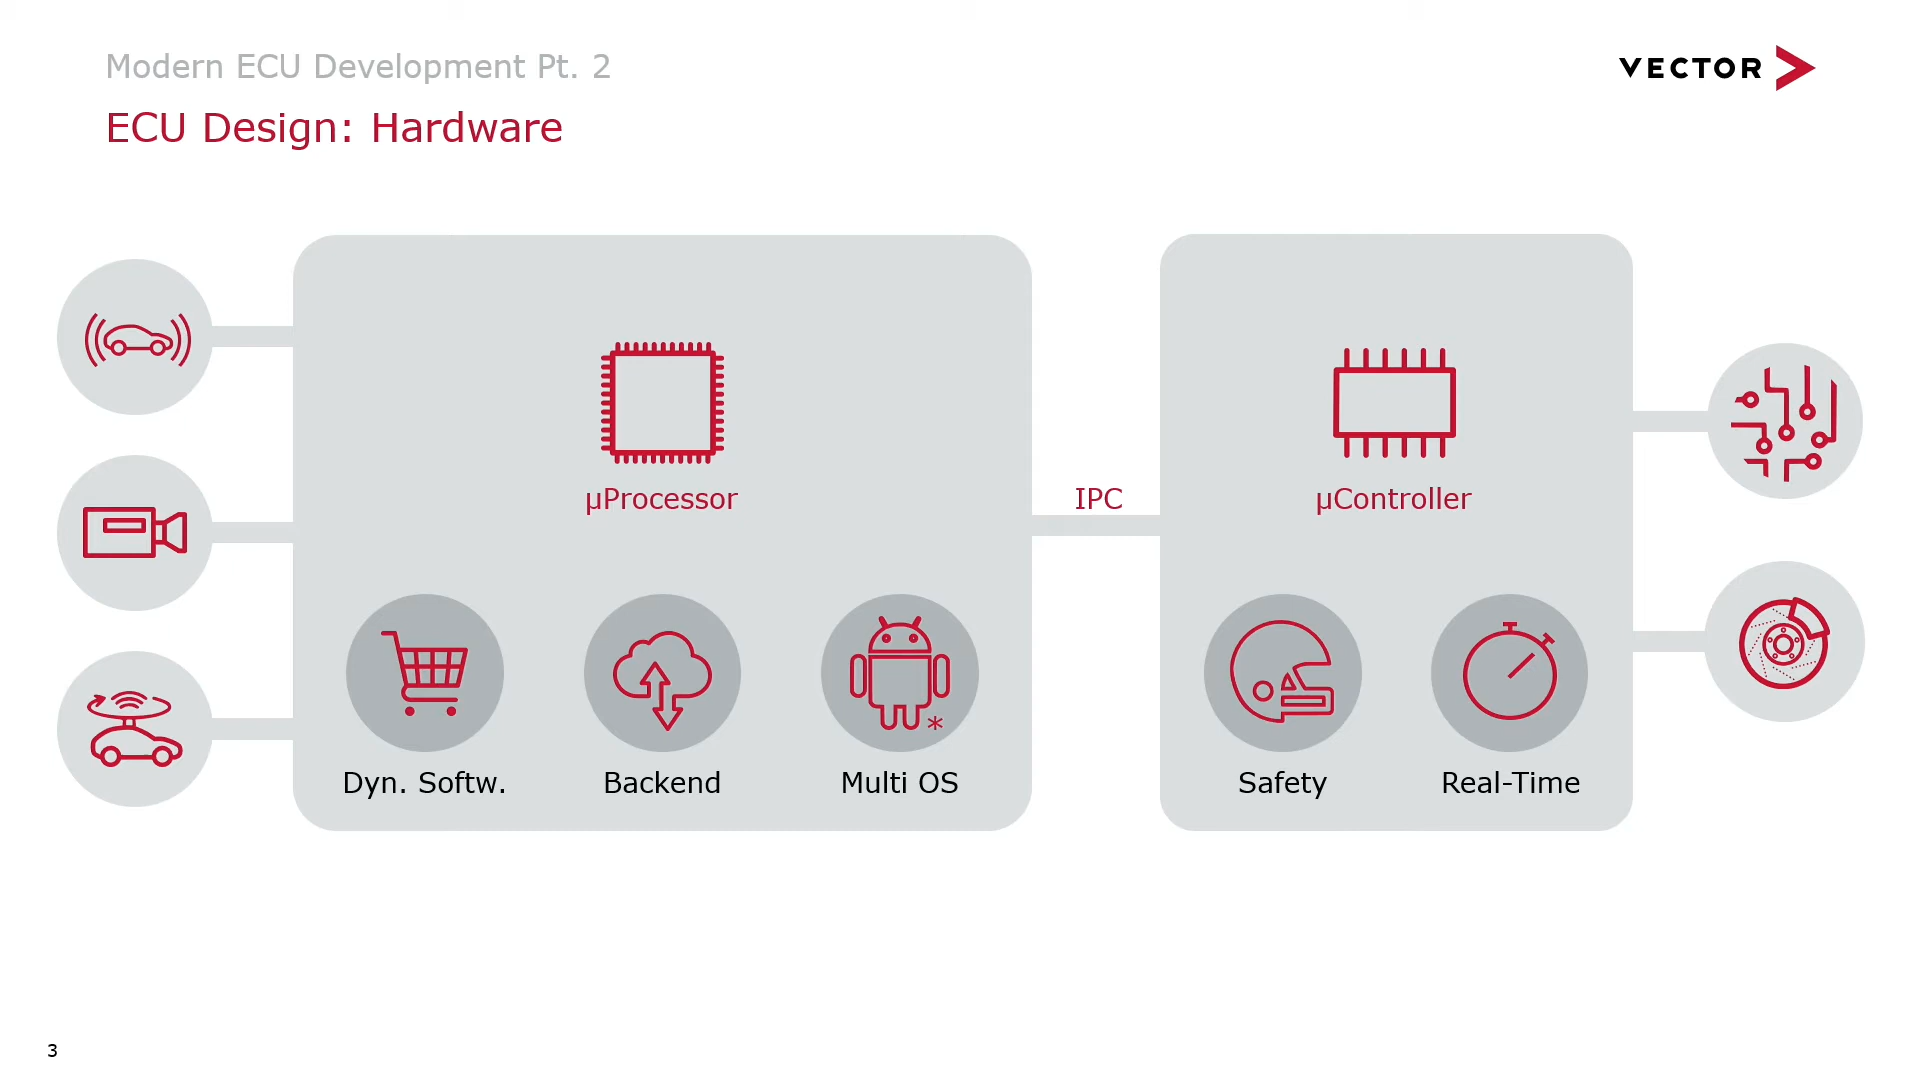 Modern ECU Development Pt. 2
VECTOR
ECU Design: Hardware
µProcessor
IPC
µController
*
Dyn. Softw.
Backend
Multi OS
Safety
Real-Time
3